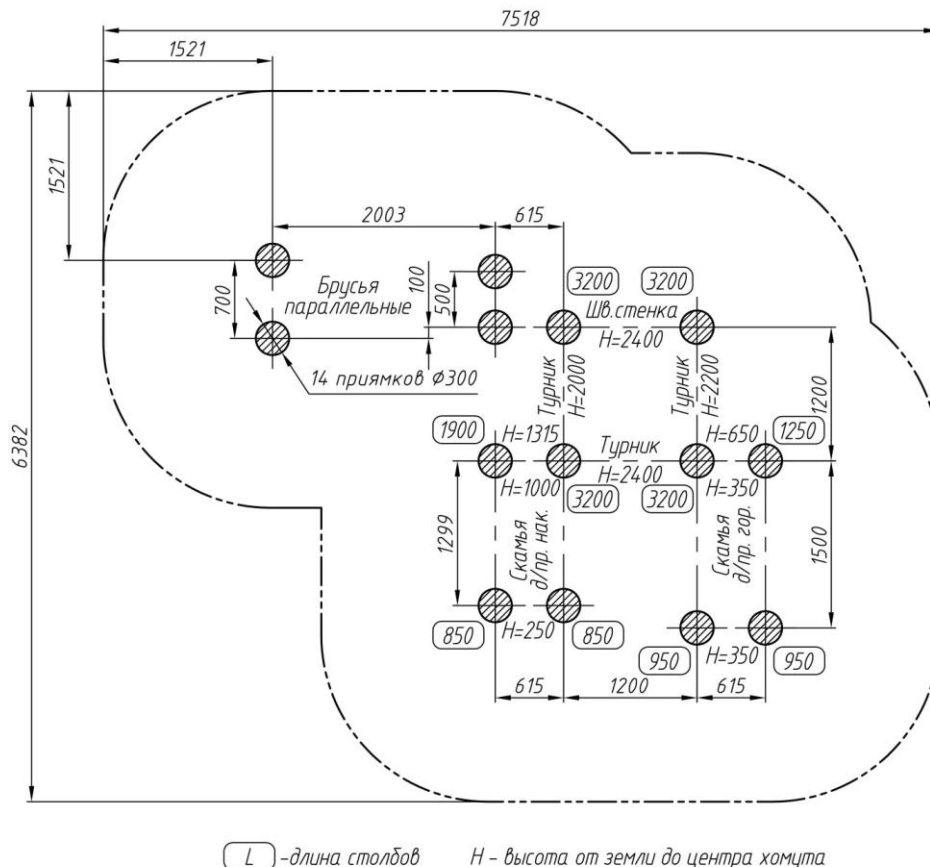 7518
1521
1521
2003
615
3200
3200
100
500
700
Брусья
параллельные
Шв.стенка
H=2400
14 приямков Ø300
Турник
H=2000
Турник
H=2200
1200
6382
1900
H=1315
Турник
H=650
1250
H=1000
H=2400
H=350
3200
3200
1299
Скамья
д/пр. нак.
Скамья
д/пр. гор.
1500
850
H=250
850
950
H=350
950
615
1200
615
L -длина столбов H - высота от земли до центра хомута